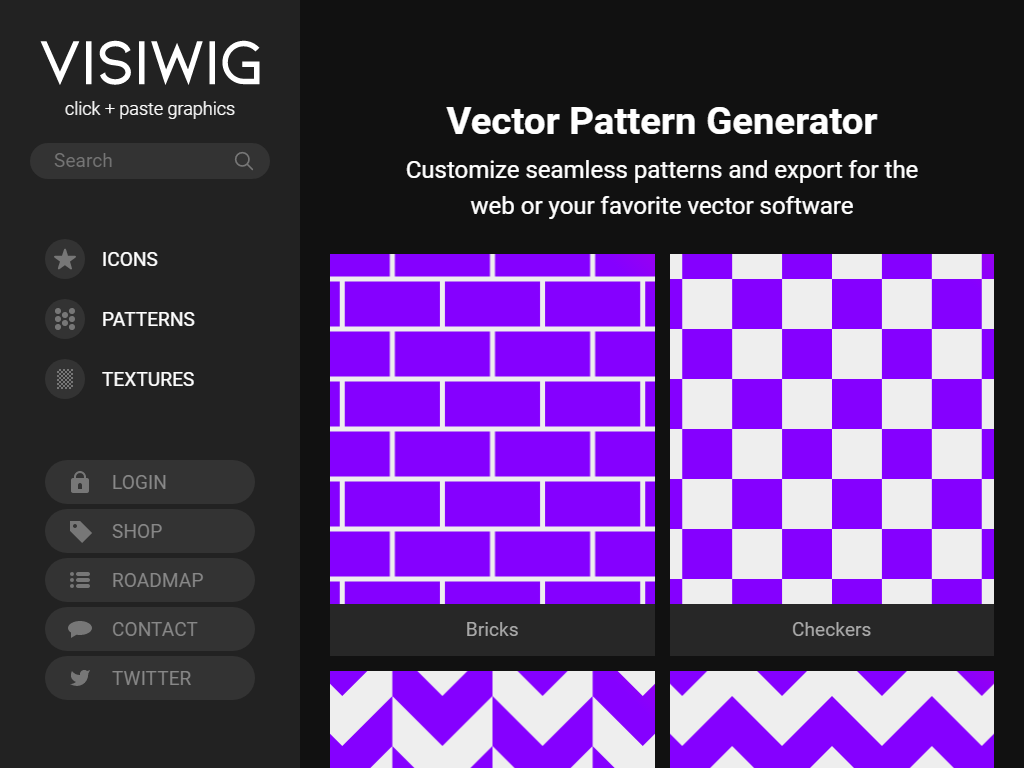 VISIWIG
click + paste graphics
Search
ICONS
PATTERNS
TEXTURES
LOGIN
SHOP
ROADMAP
CONTACT
TWITTER
Vector Pattern Generator
Customize seamless patterns and export for the
web or your favorite vector software
Bricks
Checkers